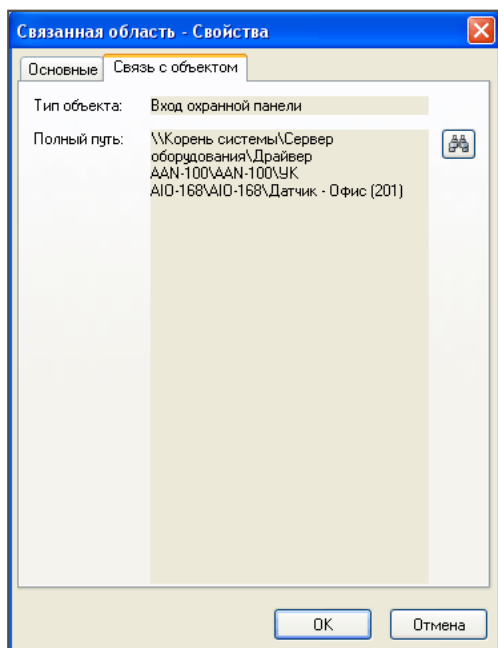 Связанная область - Свойства
Основные
Связь с объектом
Тип объекта:
Вход охранной панели
Полный путь:
\\Корень системы\Сервер
оборудования\Драйвер
AAN-100\AAN-100\УК
AIO-168\AIO-168\Датчик - Офис (201)
OK
Отмена